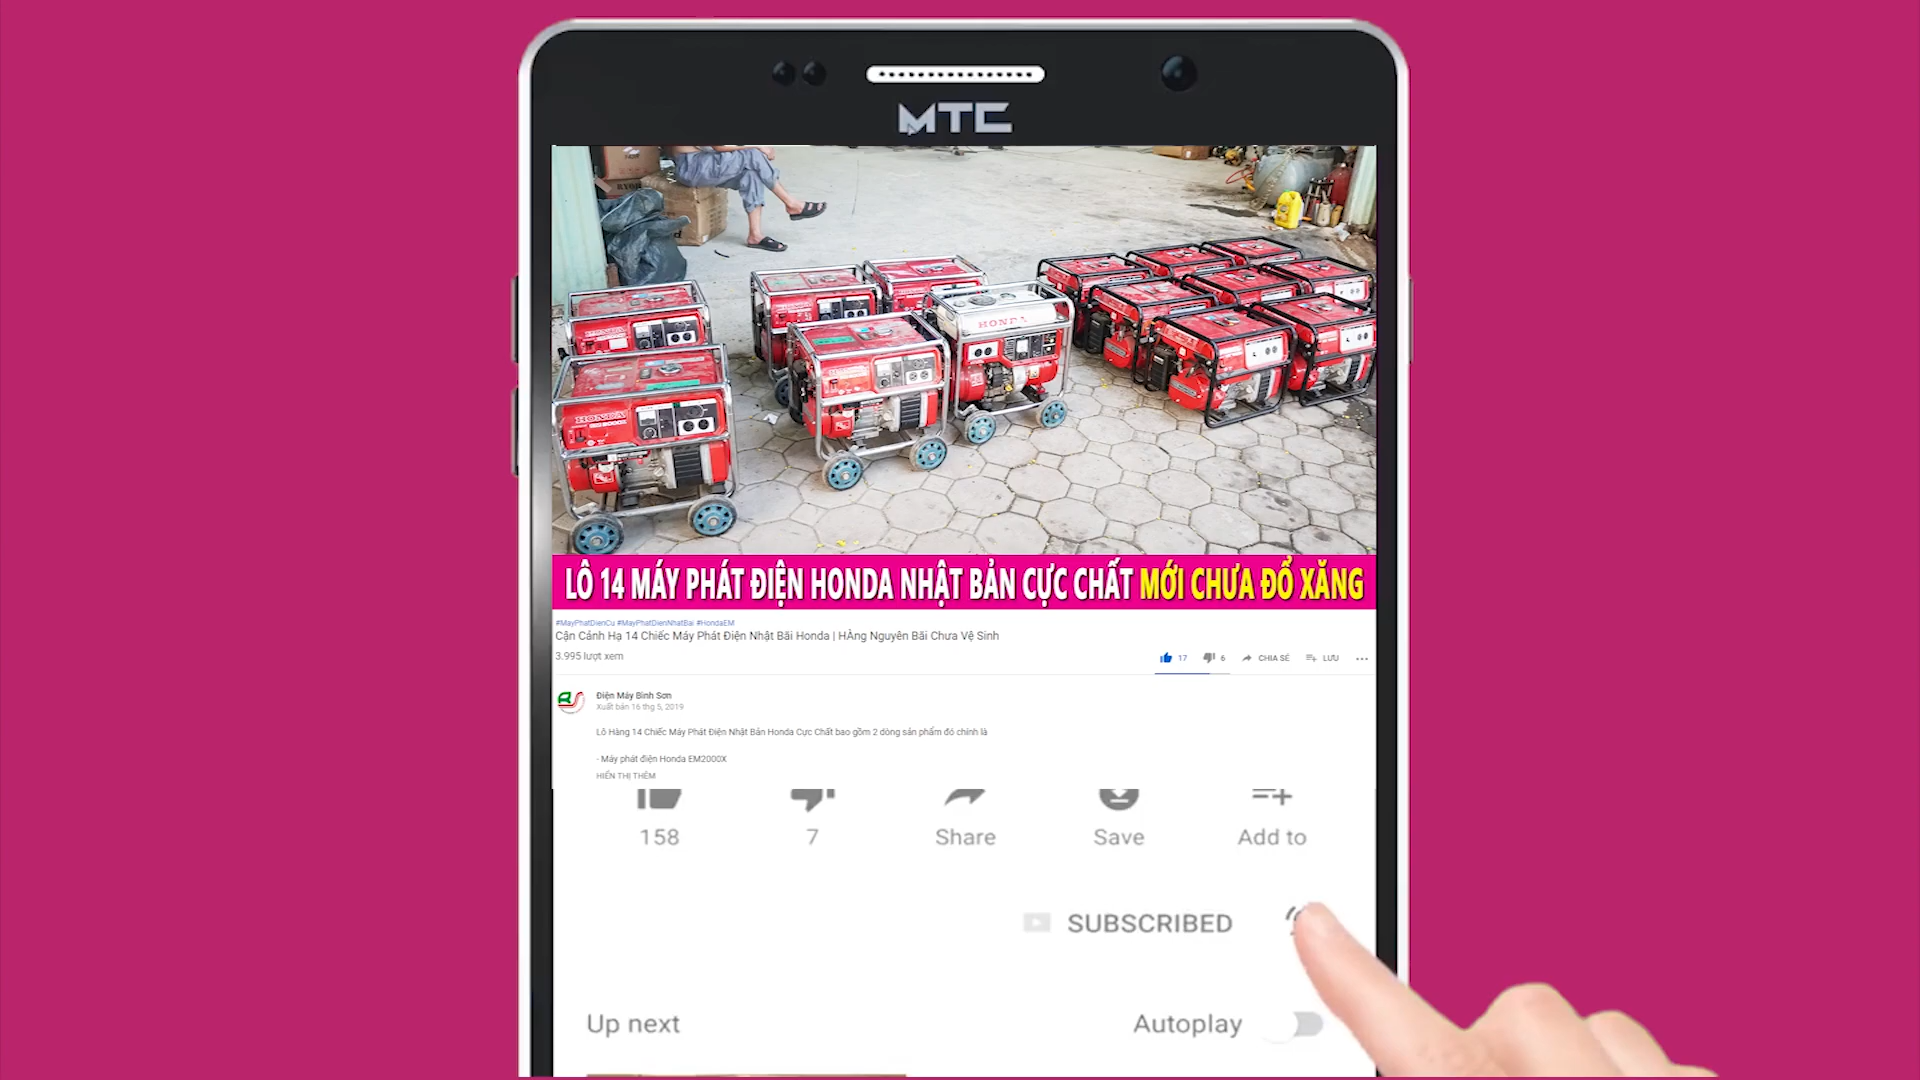 MTC
RYOBI
HONDA
HONDA
HONDA
LÔ 14 MÁY PHÁT ĐIỆN HONDA NHẬT BẢN CỰC CHẤT MỚI CHƯA ĐỔ XĂNG
#MayPhatDienCu #MayPhatDienNhatBai #HondaEM
Cận Cảnh Hạ 14 Chiếc Máy Phát Điện Nhật Bãi Honda | HÀng Nguyên Bãi Chưa Vệ Sinh
3.995 lượt xem
17 6 CHIA SẺ LƯU
Điện Máy Bình Sơn
Xuất bản 16 thg 5, 2019
Lô Hàng 14 Chiếc Máy Phát Điện Nhật Bản Honda Cực Chất bao gồm 2 dòng sản phẩm đó chính là
- Máy phát điện Honda EM2000X
HIỂN THỊ THÊM
158 7 Share Save Add to
SUBSCRIBED
Up next Autoplay